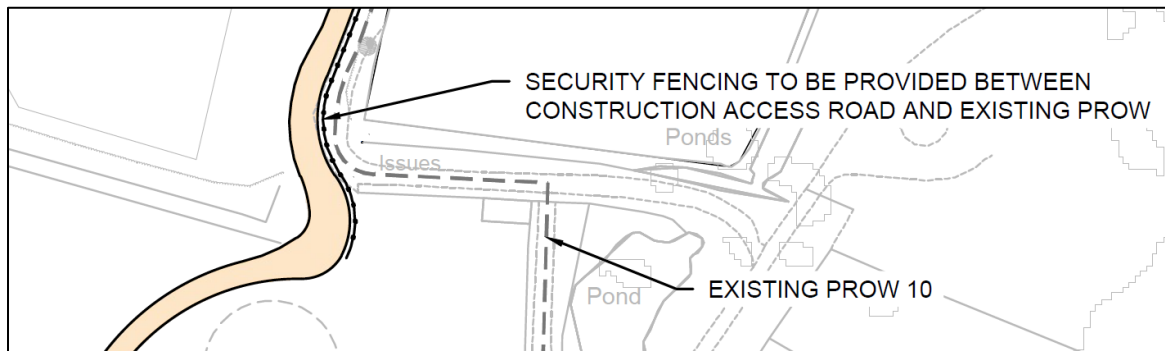 SECURITY FENCING TO BE PROVIDED BETWEEN
CONSTRUCTION ACCESS ROAD AND EXISTING PROW
Ponds
Issues
EXISTING PROW 10
Pond